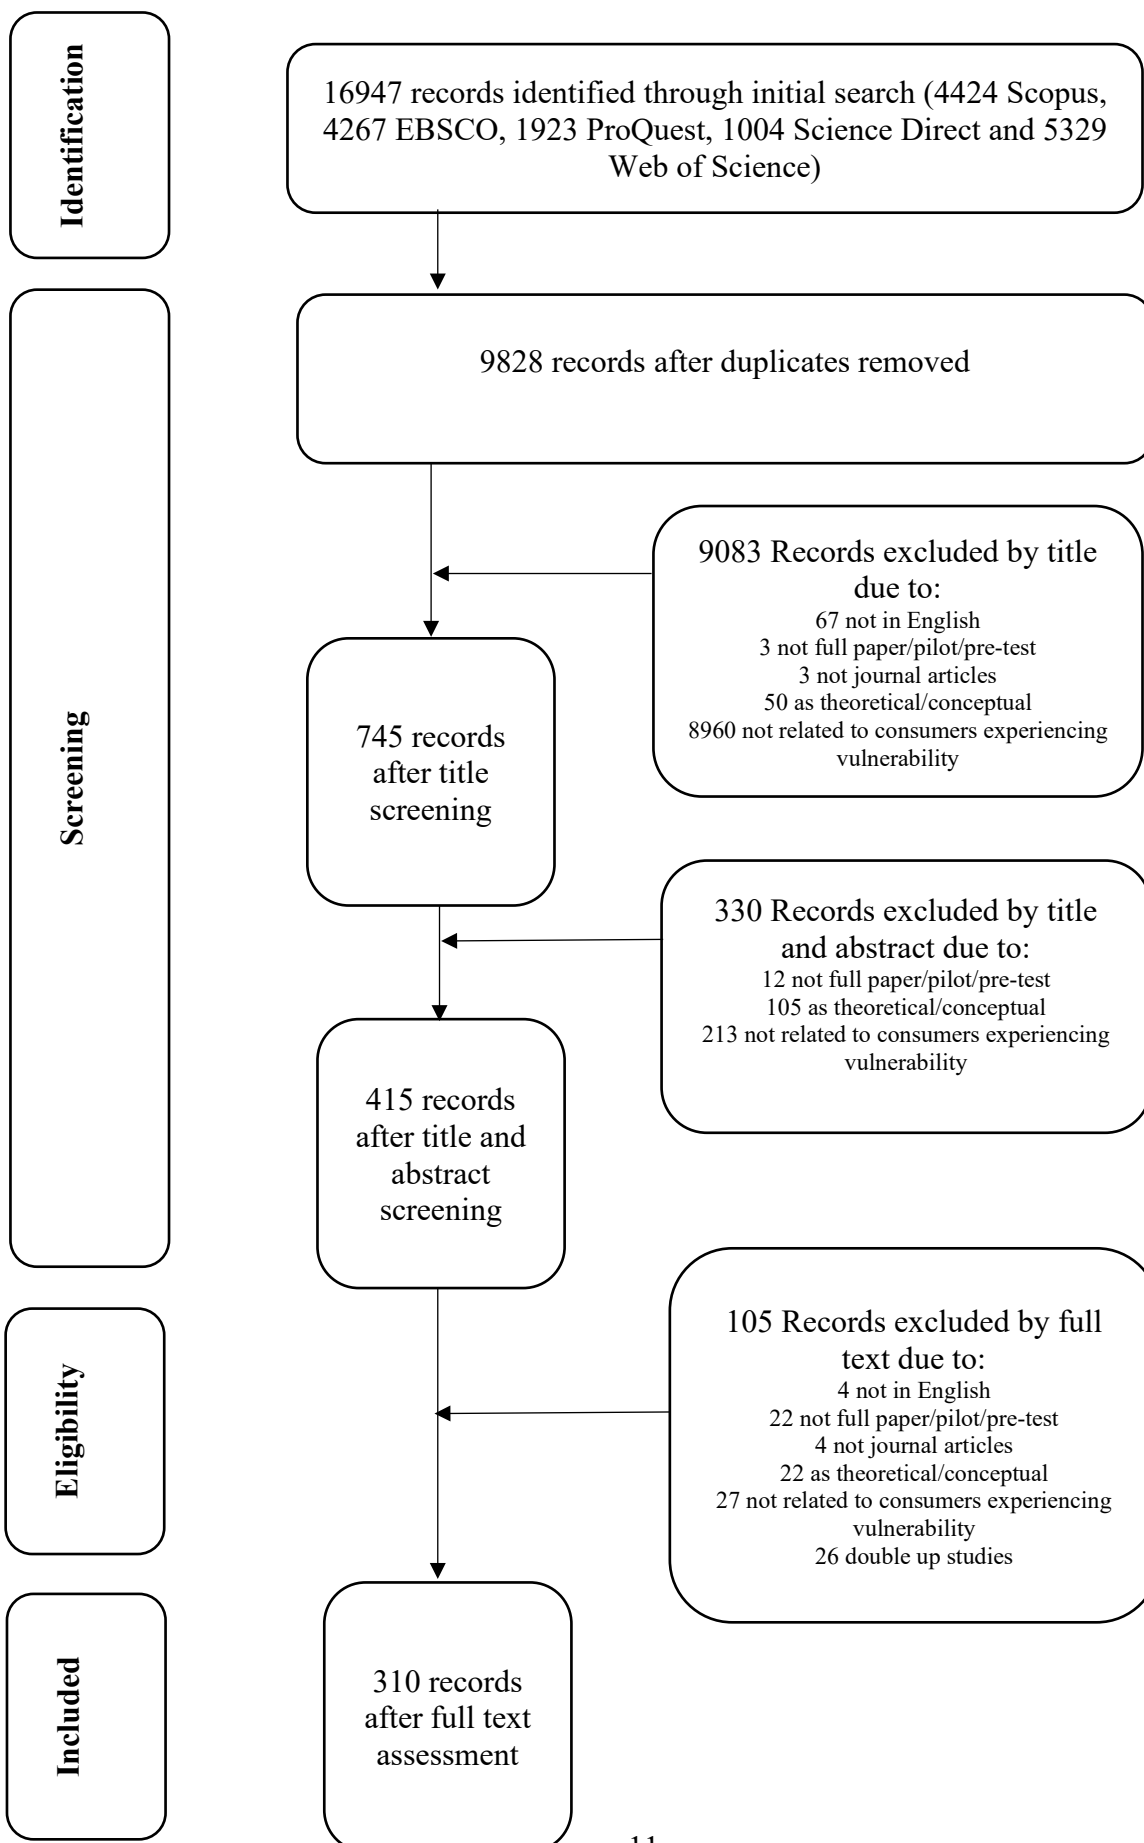 Identification
16947 records identified through initial search (4424 Scopus,
4267 EBSCO, 1923 ProQuest, 1004 Science Direct and 5329
Web of Science)
Screening
9828 records after duplicates removed
9083 Records excluded by title
due to:
67 not in English
3 not full paper/pilot/pre-test
3 not journal articles
50 as theoretical/conceptual
8960 not related to consumers experiencing
vulnerability
745 records
after title
screening
330 Records excluded by title
and abstract due to:
12 not full paper/pilot/pre-test
105 as theoretical/conceptual
213 not related to consumers experiencing
vulnerability
415 records
after title and
abstract
screening
Eligibility
105 Records excluded by full
text due to:
4 not in English
22 not full paper/pilot/pre-test
4 not journal articles
22 as theoretical/conceptual
27 not related to consumers experiencing
vulnerability
26 double up studies
Included
310 records
after full text
assessment